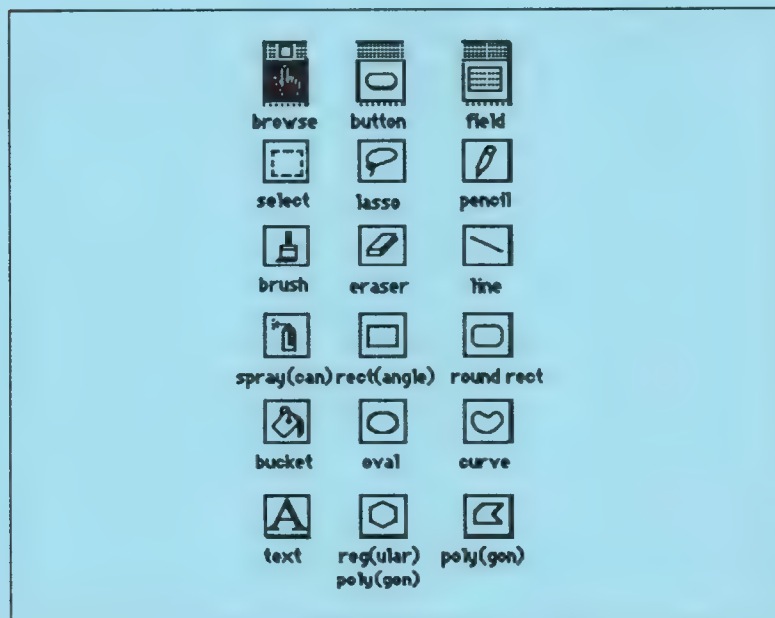 browse button field
select lasso pencil
brush eraser line
spray(can) rect(angle) round rect
bucket oval curve
A
text reg(ular) poly(gon)
poly(gon)